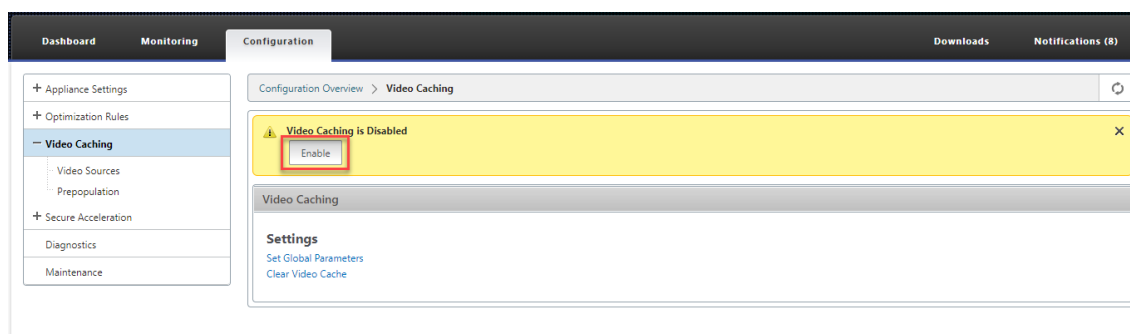 Dashboard Monitoring Configuration Downloads Notifications (8)
+ Appliance Settings
+ Optimization Rules
− Video Caching
Video Sources
Prepopulation
+ Secure Acceleration
Diagnostics
Maintenance
Configuration Overview > Video Caching
Video Caching is Disabled
Enable
Video Caching
Settings
Set Global Parameters
Clear Video Cache